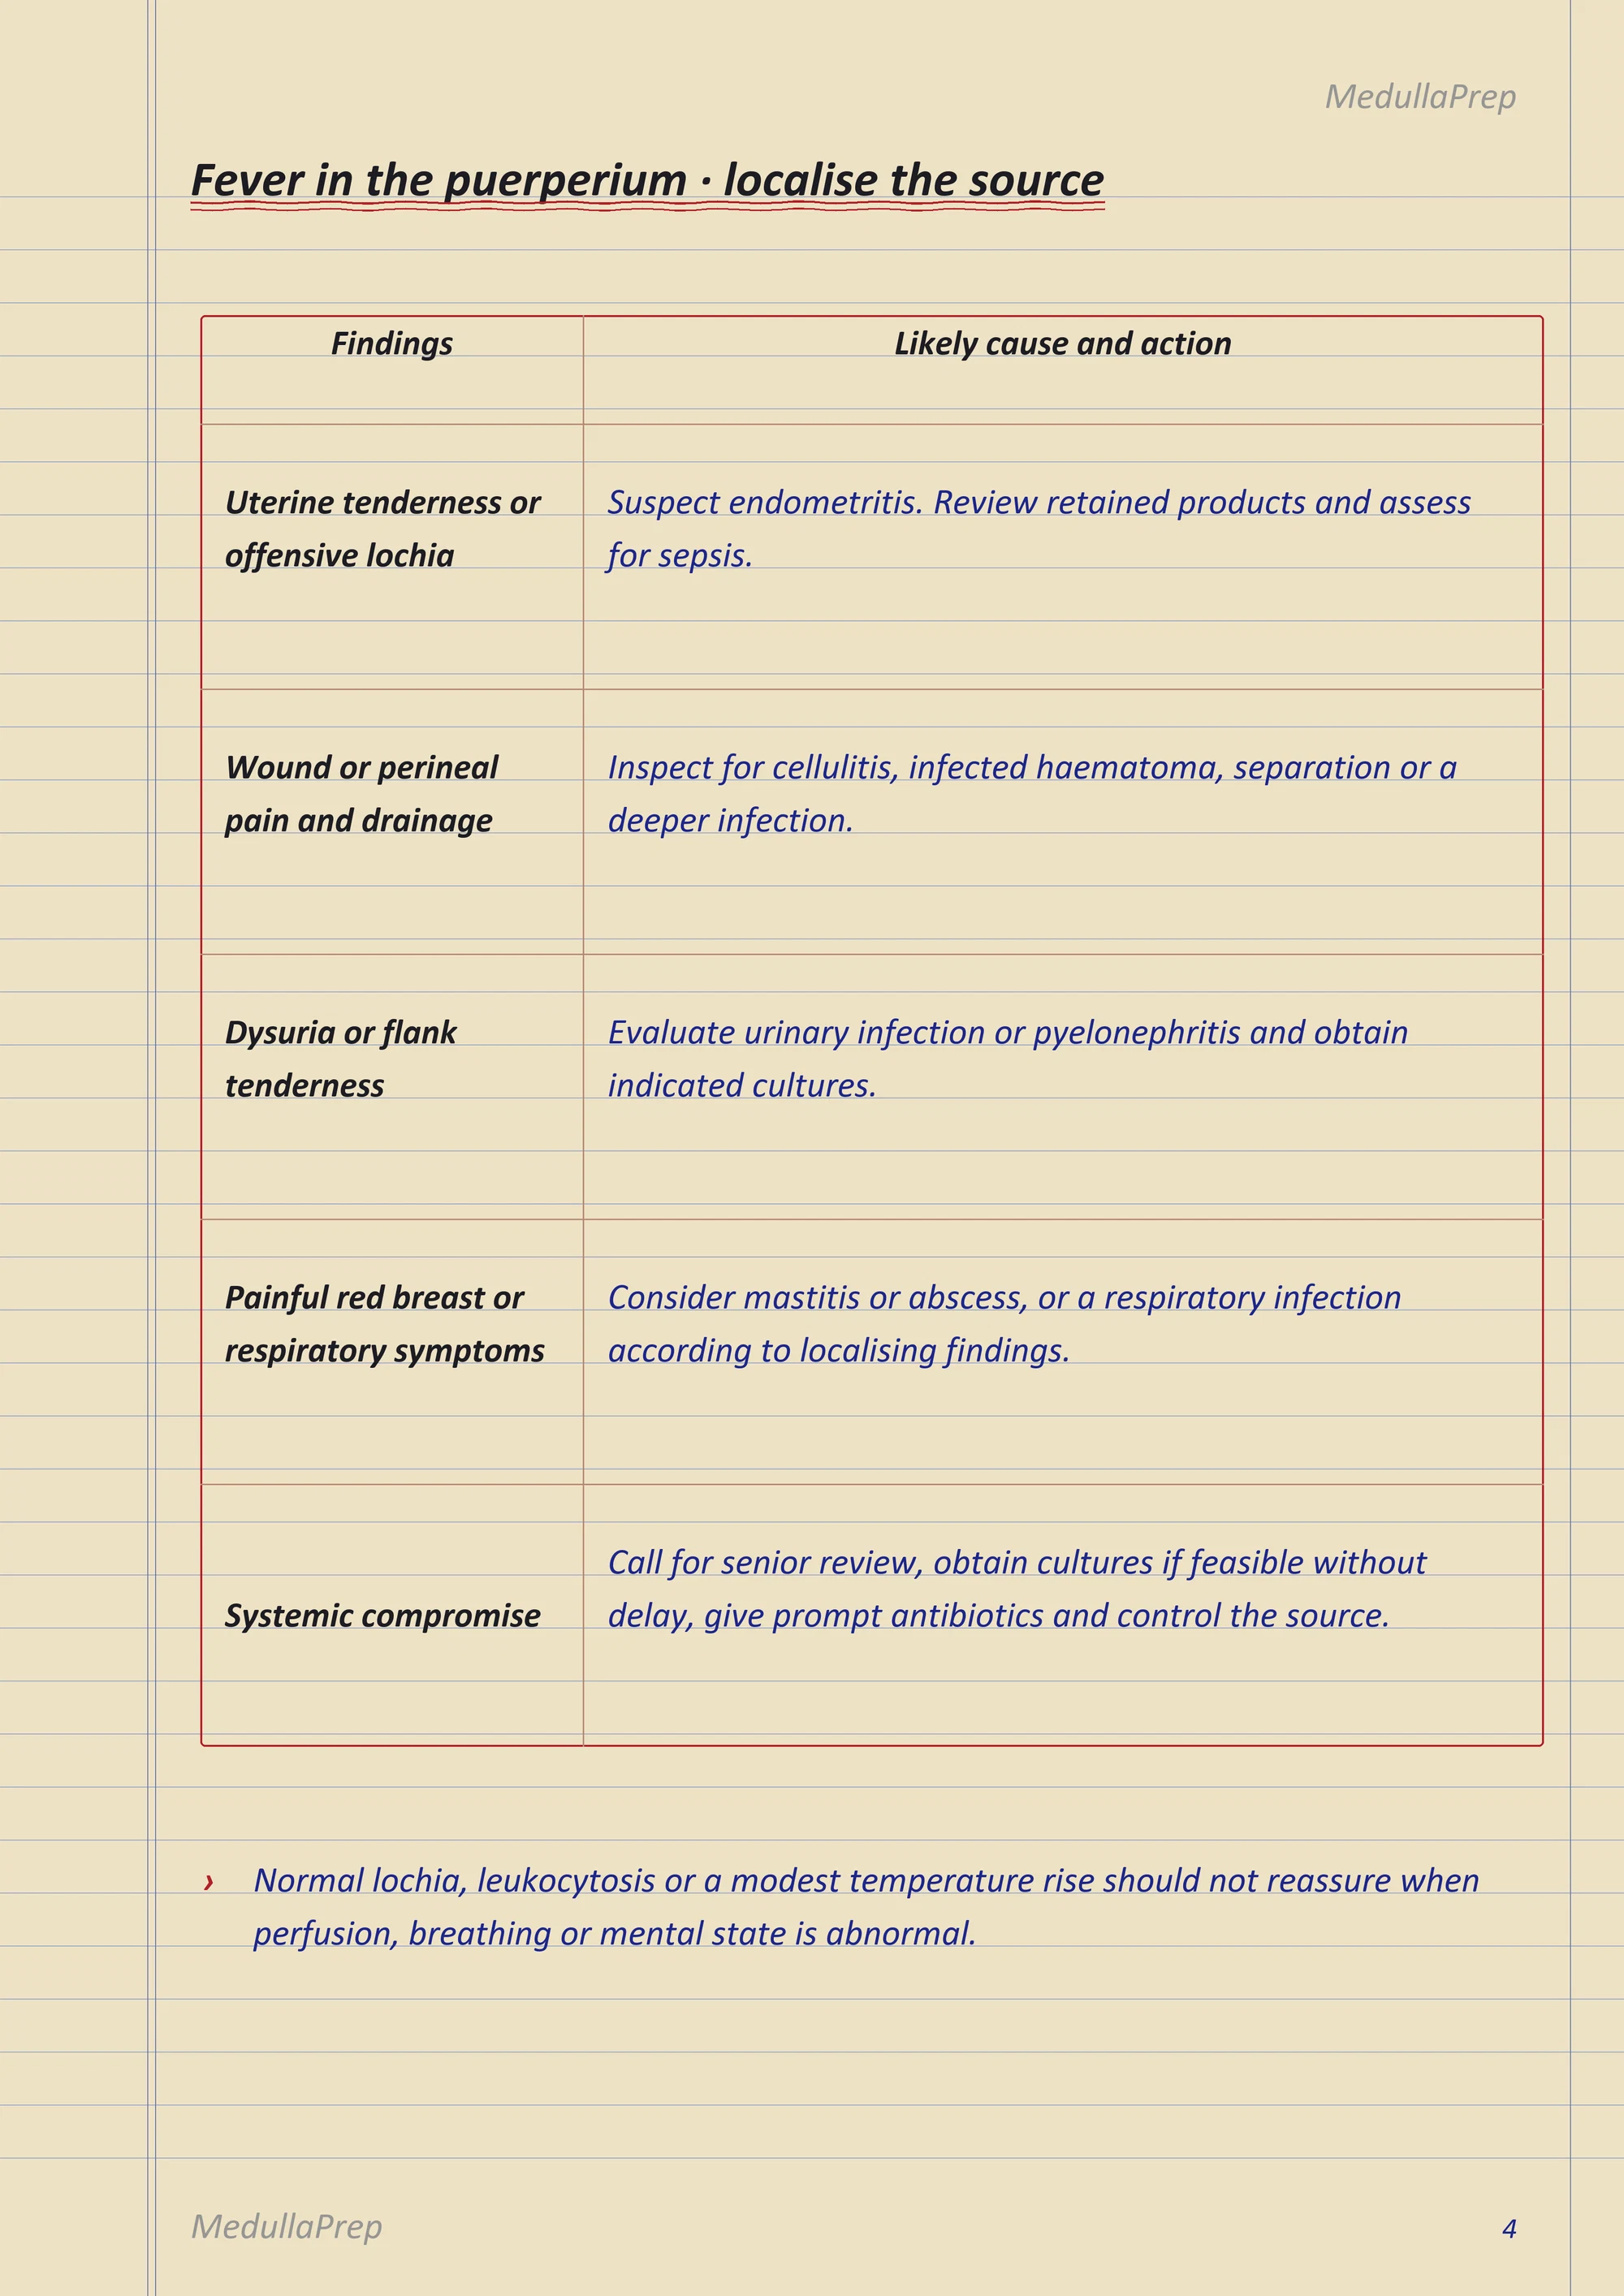 MedullaPrep
Fever in the puerperium · localise the source
Findings
Likely cause and action
Uterine tenderness or
offensive lochia
Suspect endometritis. Review retained products and assess
for sepsis.
Wound or perineal
pain and drainage
Inspect for cellulitis, infected haematoma, separation or a
deeper infection.
Dysuria or flank
tenderness
Evaluate urinary infection or pyelonephritis and obtain
indicated cultures.
Painful red breast or
respiratory symptoms
Consider mastitis or abscess, or a respiratory infection
according to localising findings.
Systemic compromise
Call for senior review, obtain cultures if feasible without
delay, give prompt antibiotics and control the source.
› Normal lochia, leukocytosis or a modest temperature rise should not reassure when
perfusion, breathing or mental state is abnormal.
MedullaPrep
4